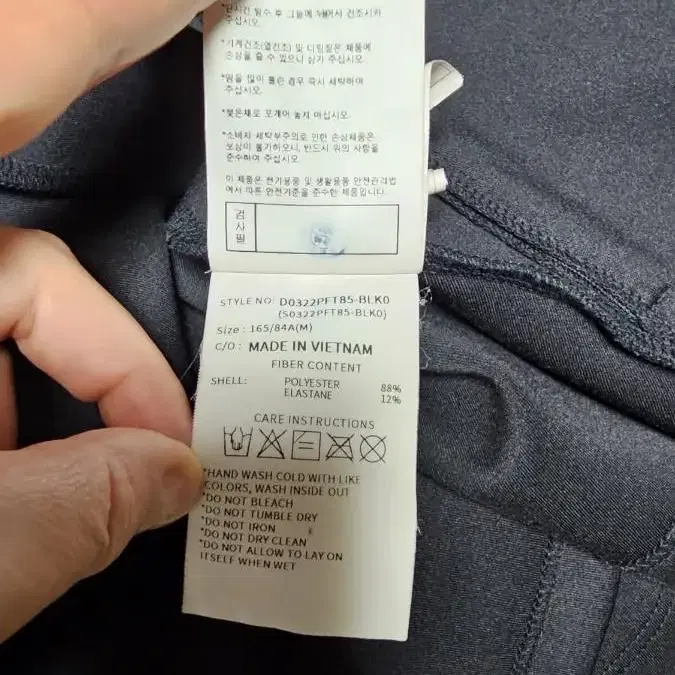 주십시오.
*기계건조(열건조) 및 다림질은 제품에
손상을 줄 수 있으니 삼가 주십시오.
*땀을 많이 흘린 경우 즉시 세탁하여
주십시오.
*젖은채로 포개어 놓지 마십시오.
*소비자 세탁부주의로 인한 손상제품은
보상이 불가하오니, 반드시 위의 사항을
준수하여 주십시오.
이 제품은 전기용품 및 생활용품 안전관리법
에서 따른 안전기준을 준수한 제품입니다.
검사필
STYLE NO: D0322PFT85-BLK0
(S0322PFT85-BLK0)
Size : 165/84A(M)
C/O : MADE IN VIETNAM
FIBER CONTENT
SHELL: POLYESTER 88%
ELASTANE 12%
CARE INSTRUCTIONS
*HAND WASH COLD WITH LIKE
COLORS, WASH INSIDE OUT
*DO NOT BLEACH
*DO NOT TUMBLE DRY
*DO NOT IRON
*DO NOT DRY CLEAN
*DO NOT ALLOW TO LAY ON
ITSELF WHEN WET